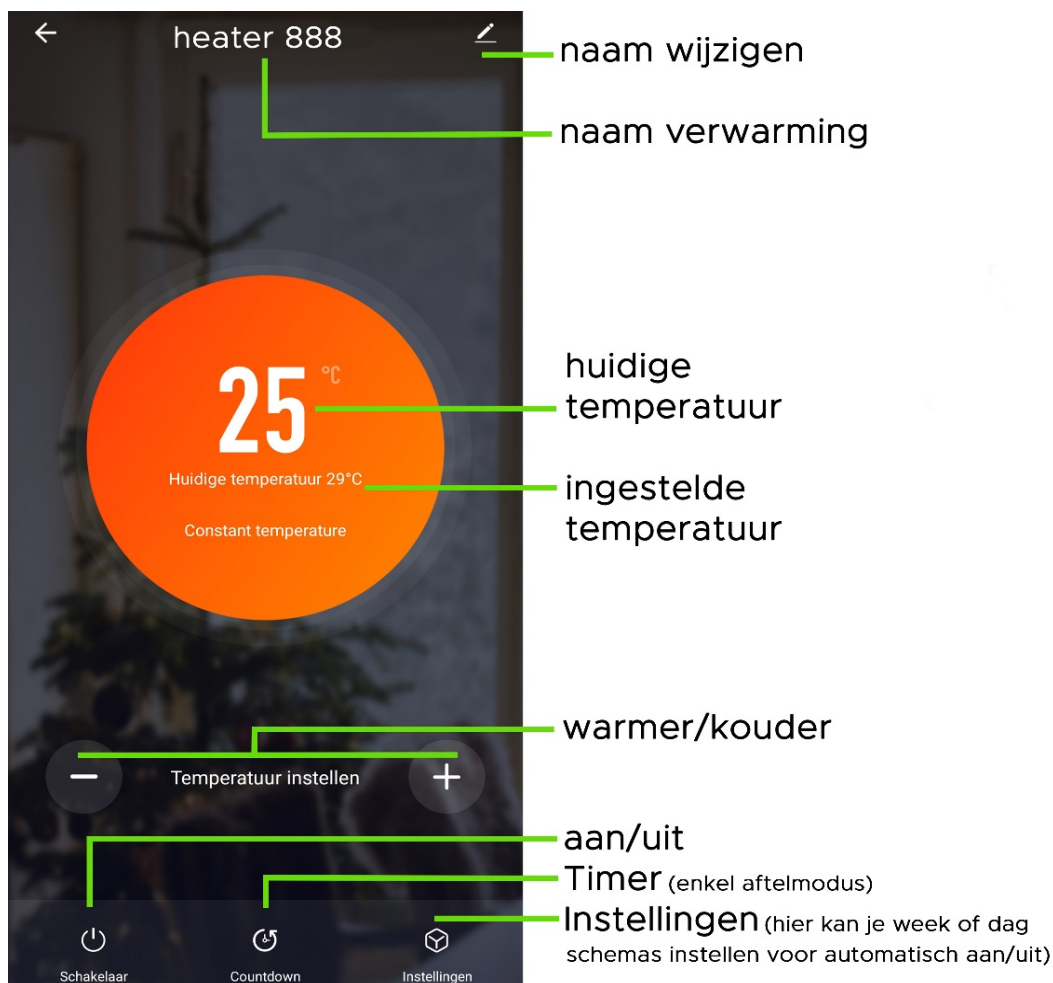 heater 888
naam wijzigen
naam verwarming
25 °C
huidige
temperatuur
Huidige temperatuur 29°C
ingestelde
temperatuur
Constant temperature
warmer/kouder
Temperatuur instellen
aan/uit
Timer (enkel aftelmodus)
Instellingen (hier kan je week of dag
schemas instellen voor automatisch aan/uit)
Schakelaar
Countdown
Instellingen